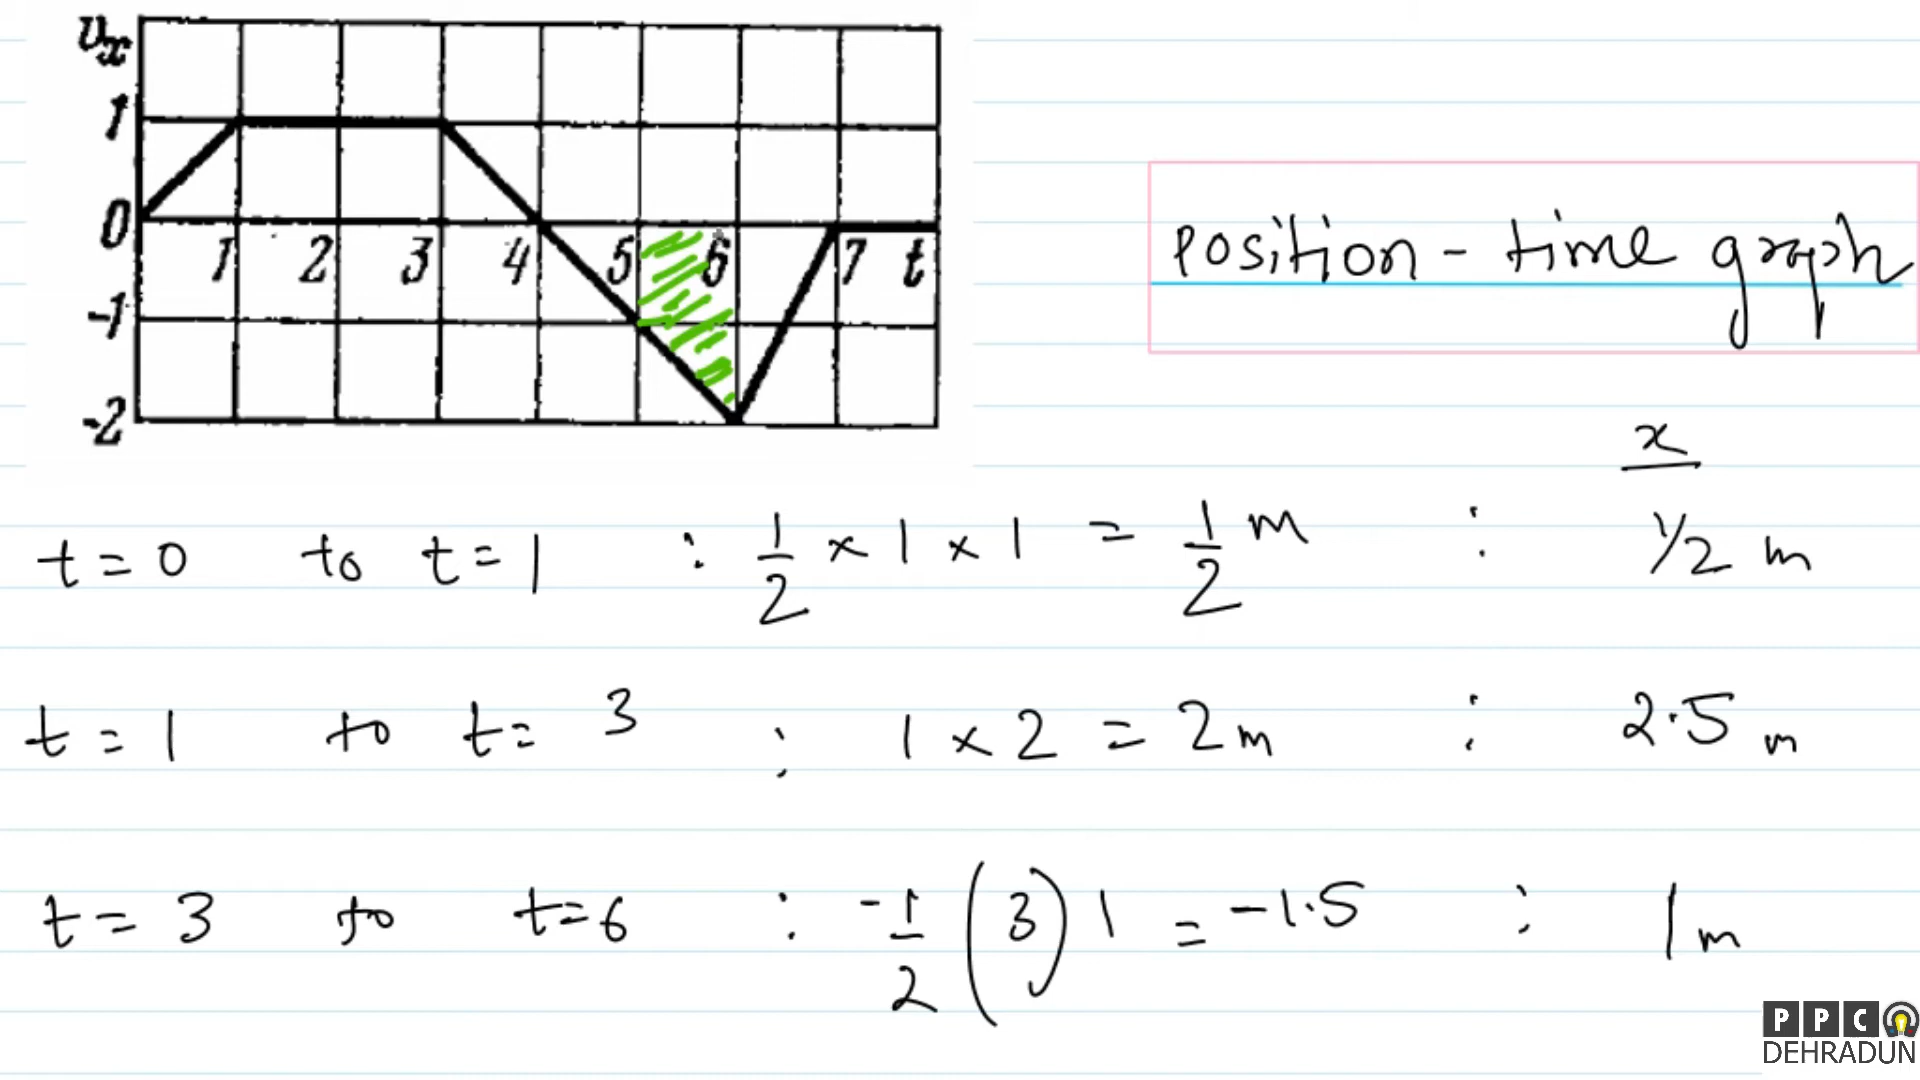 vx
1
0
-1
-2
1 2 3 4 5 6 7 t
Position - time graph
x
t = 0 to t = 1 : 1/2 × 1 × 1 = 1/2 m : 1/2 m
t = 1 to t = 3 ; 1 × 2 = 2 m : 2.5 m
t = 3 to t = 6 : -1/2 (3) 1 = -1.5 : 1 m
PPC
DEHRADUN